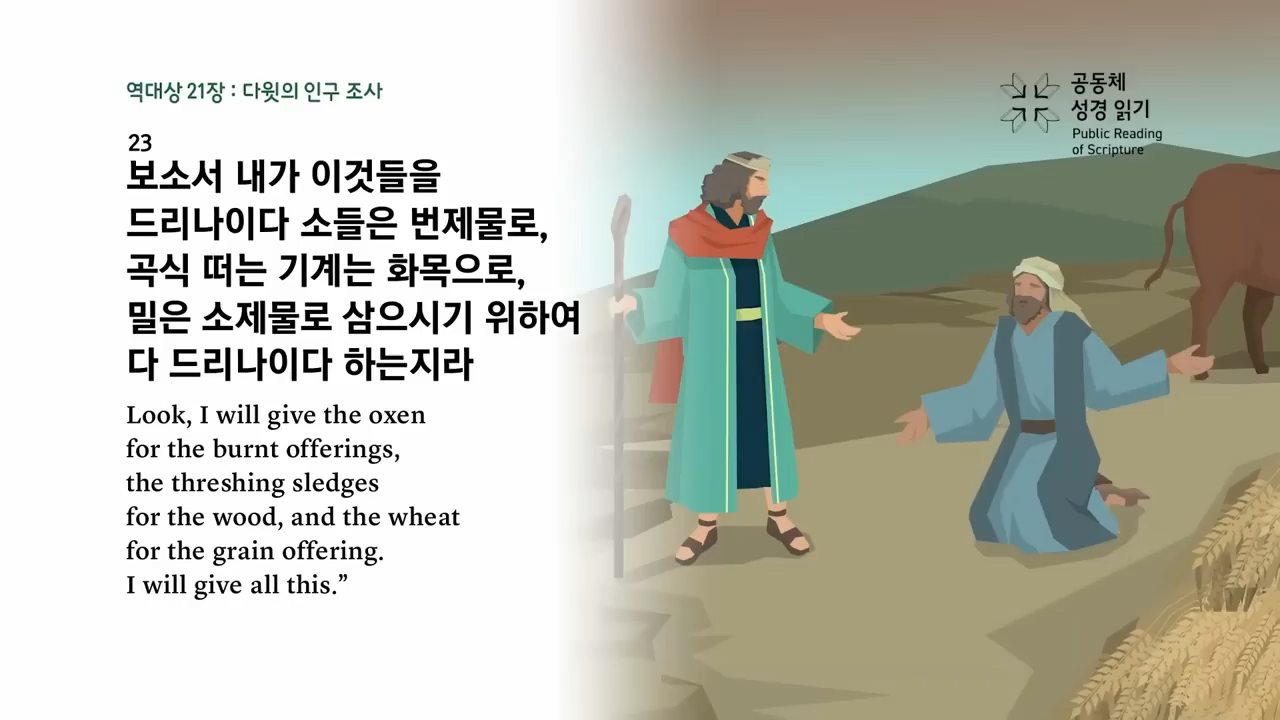 역대상 21장 : 다윗의 인구 조사
23
보소서 내가 이것들을
드리나이다 소들은 번제물로,
곡식 떠는 기계는 화목으로,
밀은 소제물로 삼으시기 위하여
다 드리나이다 하는지라
Look, I will give the oxen
for the burnt offerings,
the threshing sledges
for the wood, and the wheat
for the grain offering.
I will give all this.”
공동체
성경 읽기
Public Reading
of Scripture